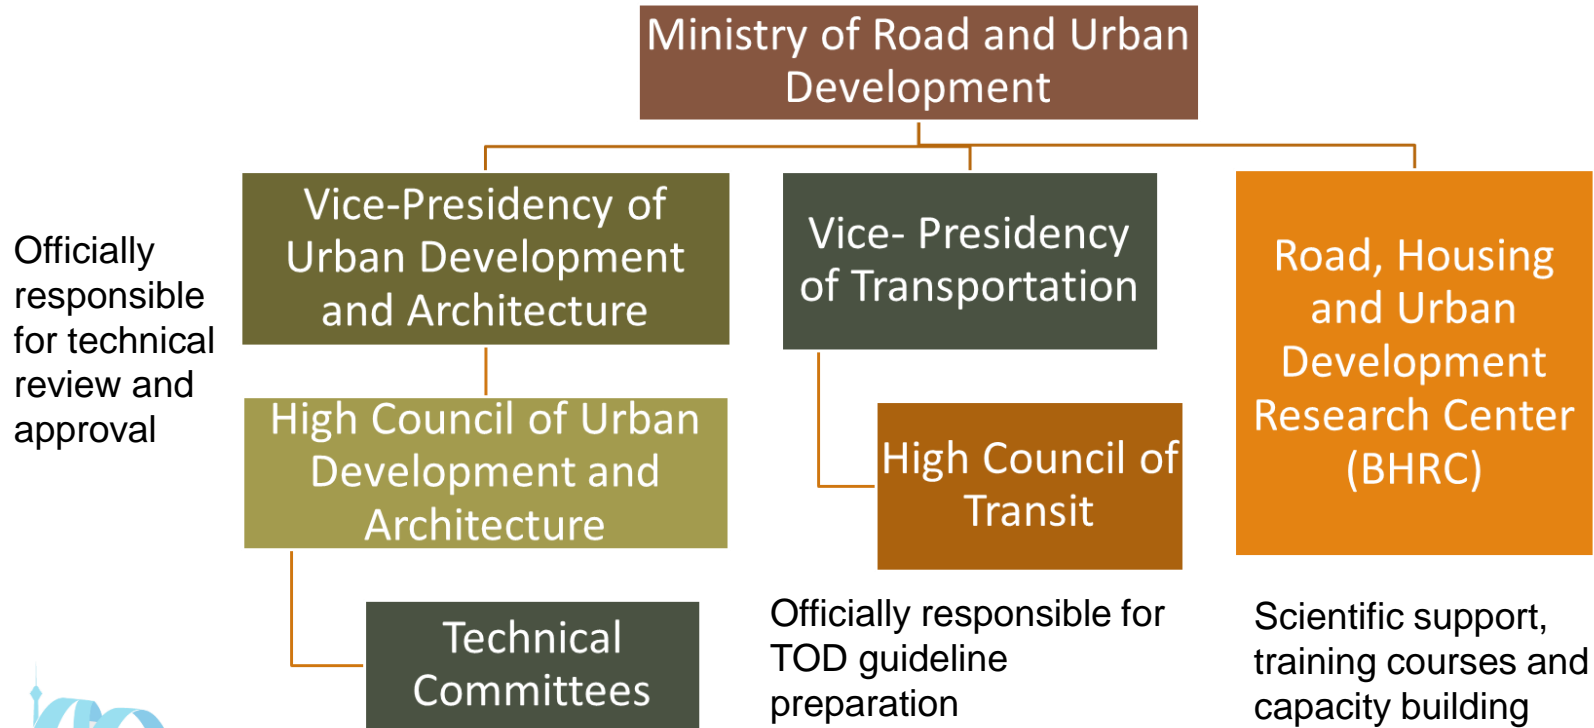 Ministry of Road and Urban
Development
Officially
responsible
for technical
review and
approval
Vice-Presidency of
Urban Development
and Architecture
High Council of Urban
Development and
Architecture
Technical
Committees
Vice- Presidency
of Transportation
High Council of
Transit
Officially responsible for
TOD guideline
preparation
Road, Housing
and Urban
Development
Research Center
(BHRC)
Scientific support,
training courses and
capacity building